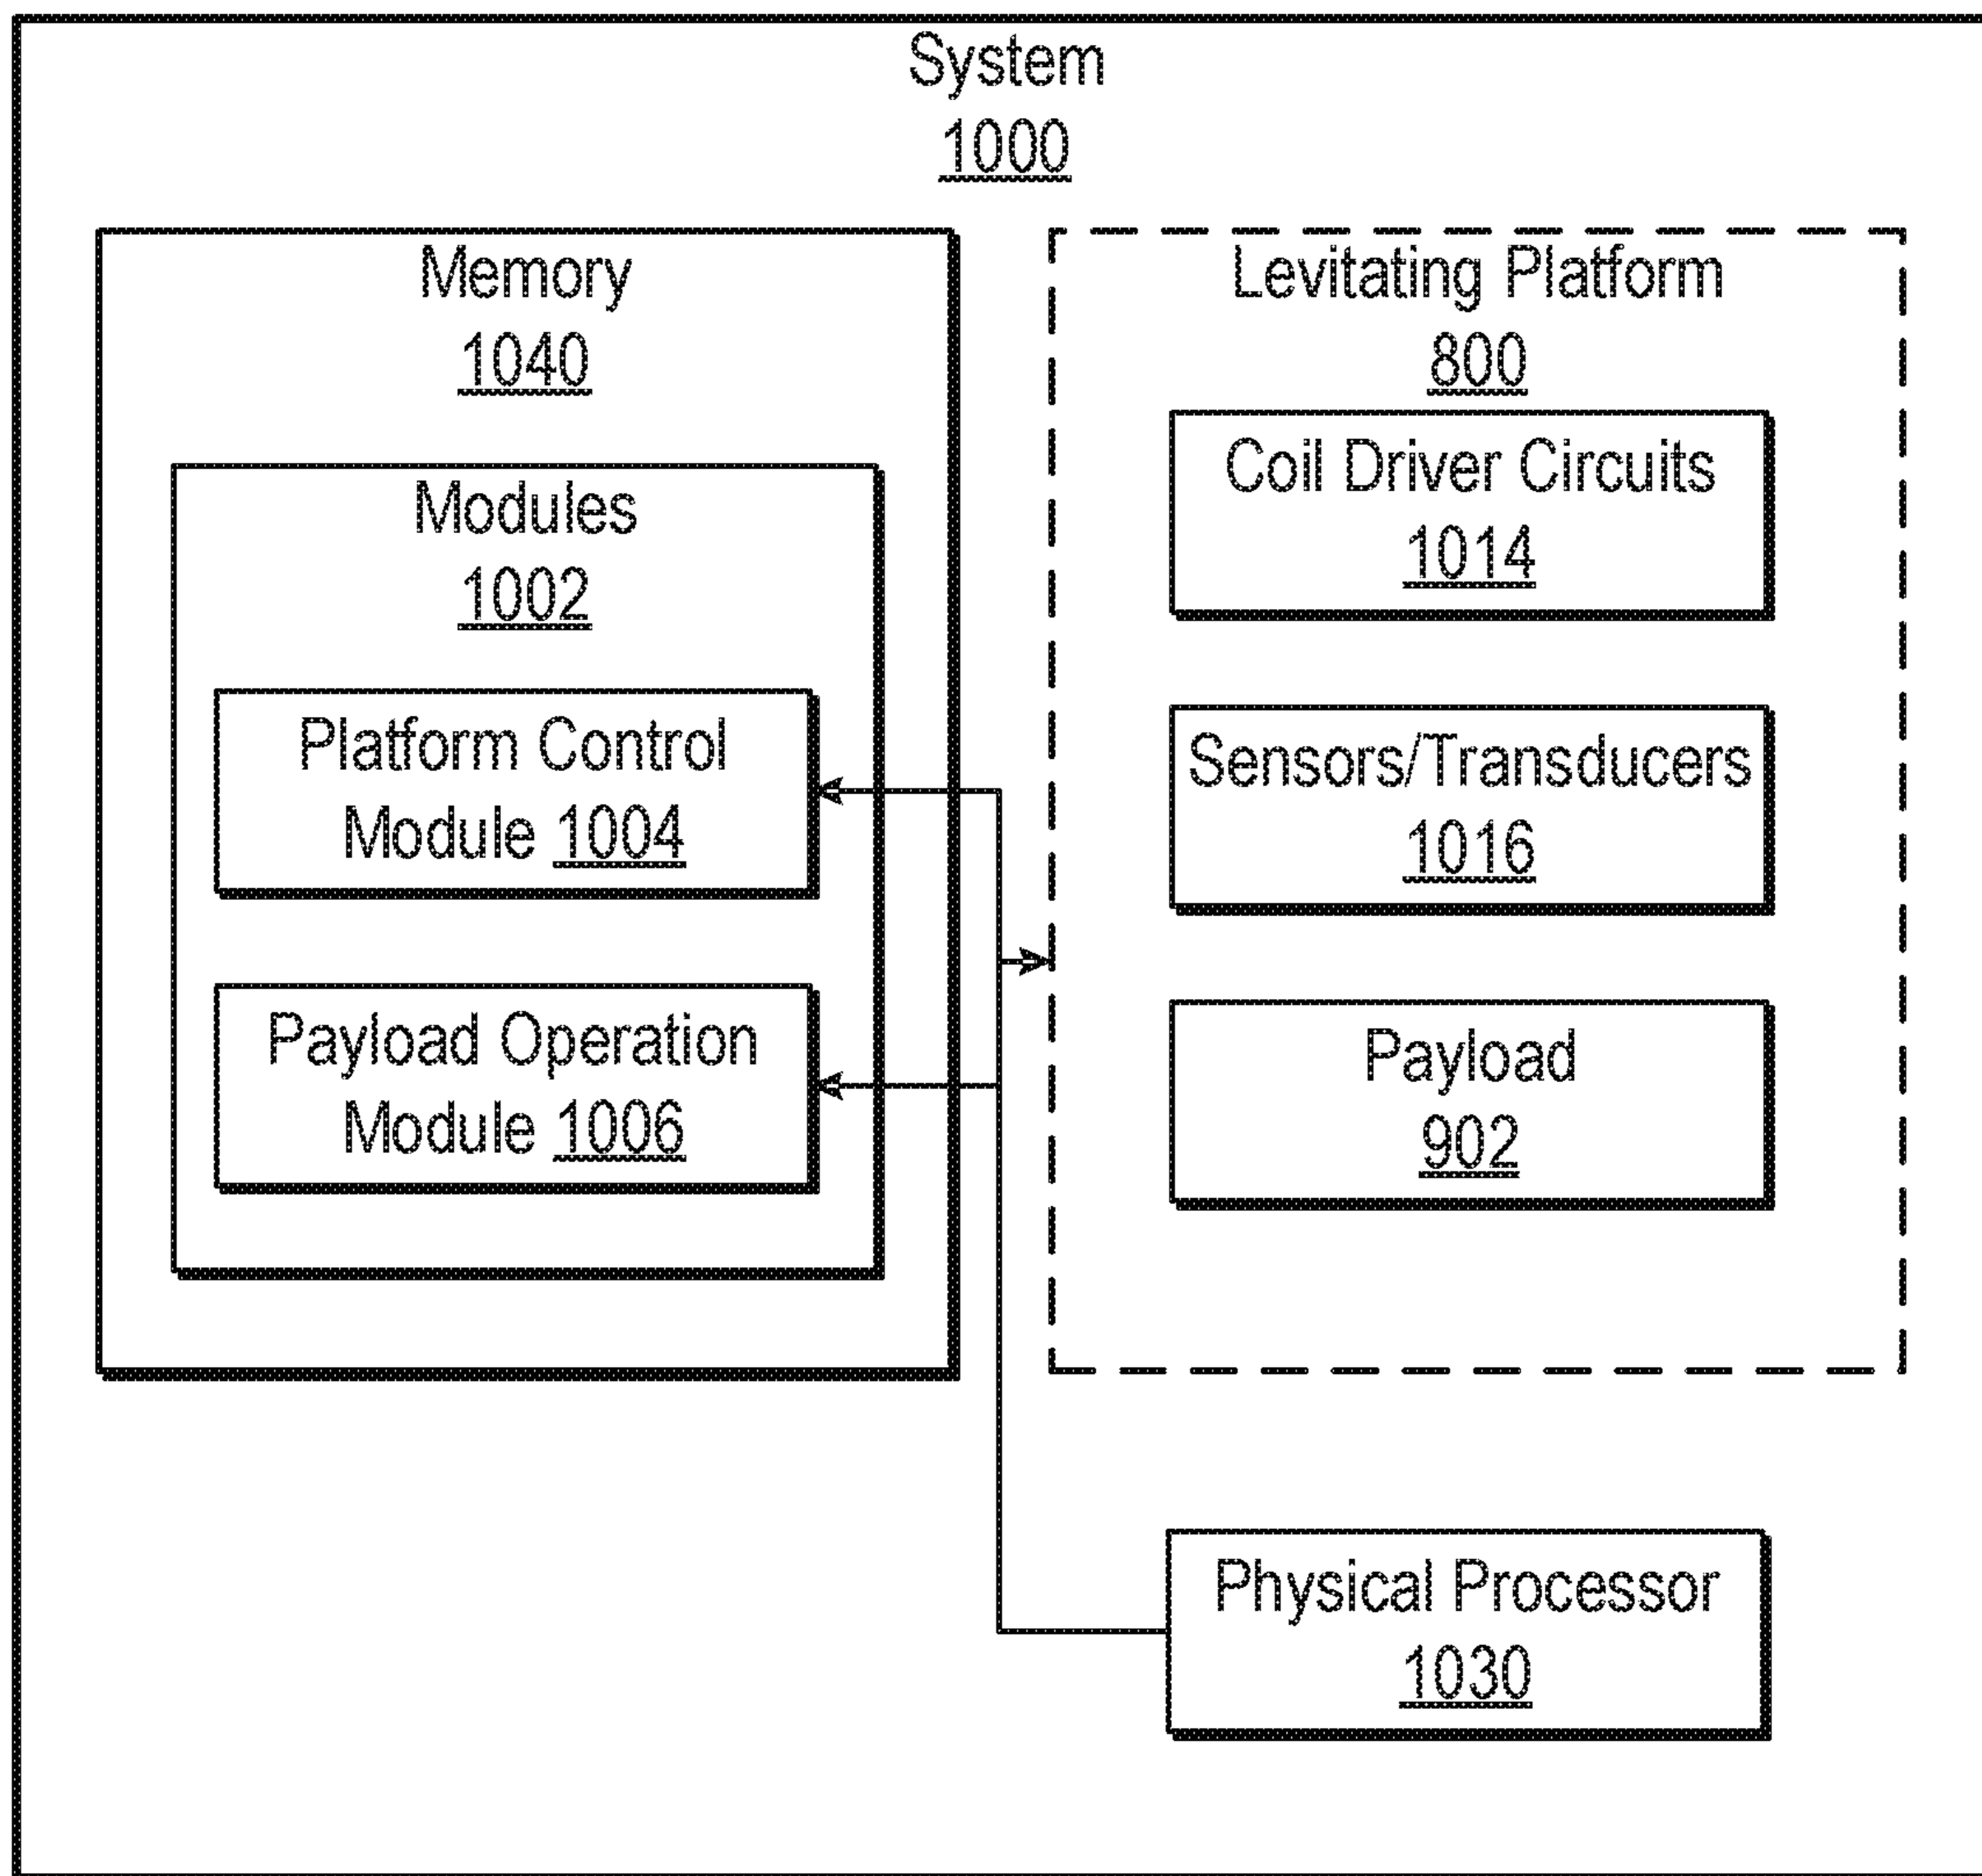 System
1000
Memory
1040
Modules
1002
Platform Control
Module 1004
Payload Operation
Module 1006
Levitating Platform
800
Coil Driver Circuits
1014
Sensors/Transducers
1016
Payload
902
Physical Processor
1030